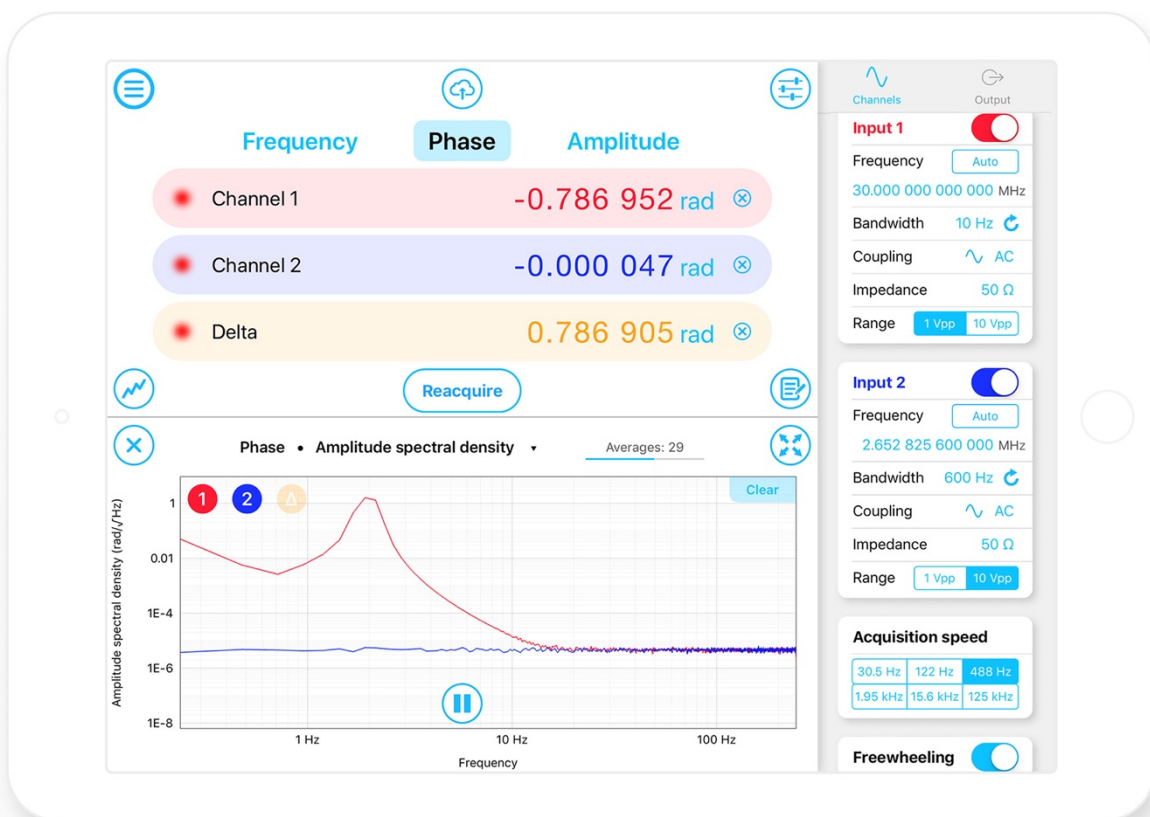 Frequency Phase Amplitude
Channel 1 -0.786 952 rad
Channel 2 -0.000 047 rad
Delta 0.786 905 rad
Reacquire
Phase • Amplitude spectral density ▾ Averages: 29
Clear
1 2 Δ
Amplitude spectral density (rad/√Hz)
1
0.01
1E-4
1E-6
1E-8
1 Hz 10 Hz 100 Hz
Frequency
Channels Output
Input 1
Frequency Auto
30.000 000 000 000 MHz
Bandwidth 10 Hz
Coupling AC
Impedance 50 Ω
Range 1 Vpp 10 Vpp
Input 2
Frequency Auto
2.652 825 600 000 MHz
Bandwidth 600 Hz
Coupling AC
Impedance 50 Ω
Range 1 Vpp 10 Vpp
Acquisition speed
30.5 Hz 122 Hz 488 Hz
1.95 kHz 15.6 kHz 125 kHz
Freewheeling